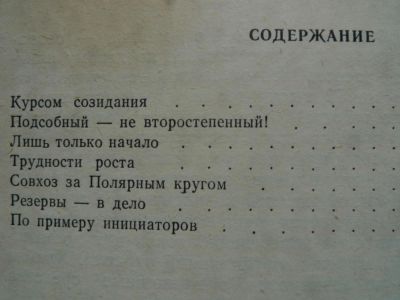 СОДЕРЖАНИЕ
Курсом созидания . . . . . . .
Подсобный — не второстепенный! . . .
Лишь только начало . . . . . . .
Трудности роста . . . . . . . .
Совхоз за Полярным кругом . . . .
Резервы — в дело . . . . . . . .
По примеру инициаторов . . . . .